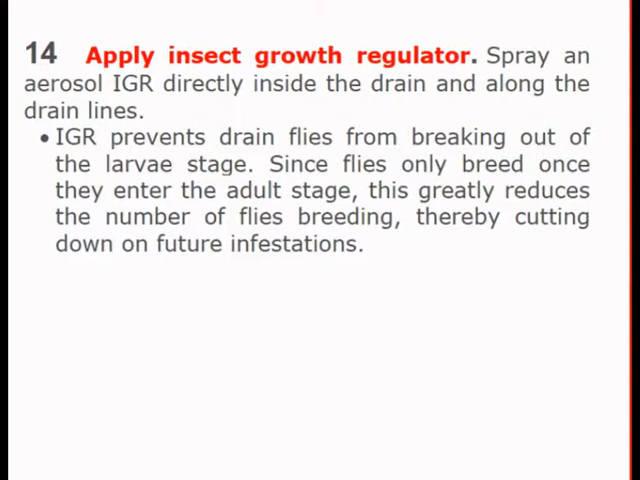 14 Apply insect growth regulator. Spray an
aerosol IGR directly inside the drain and along the
drain lines.
• IGR prevents drain flies from breaking out of
the larvae stage. Since flies only breed once
they enter the adult stage, this greatly reduces
the number of flies breeding, thereby cutting
down on future infestations.